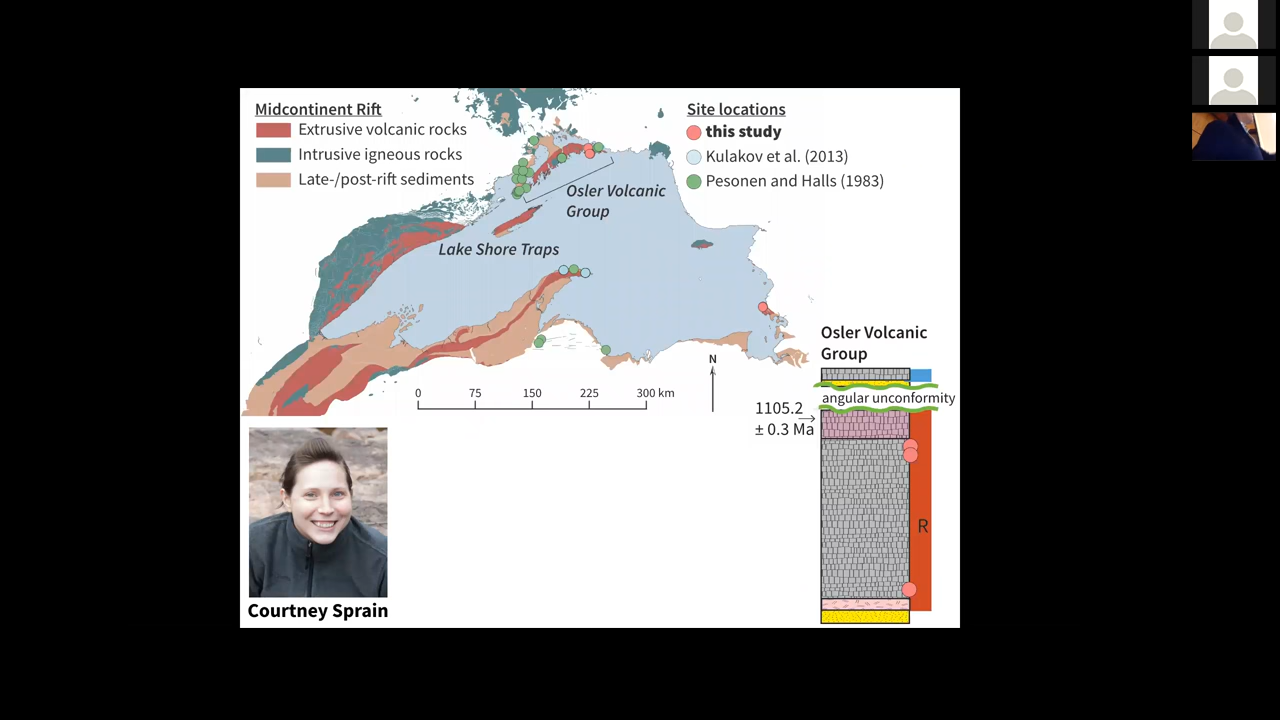 Midcontinent Rift
Extrusive volcanic rocks
Intrusive igneous rocks
Late-/post-rift sediments
Site locations
this study
Kulakov et al. (2013)
Pesonen and Halls (1983)
Osler Volcanic
Group
Lake Shore Traps
N
0 75 150 225 300 km
Osler Volcanic
Group
angular unconformity
1105.2
± 0.3 Ma
R
Courtney Sprain